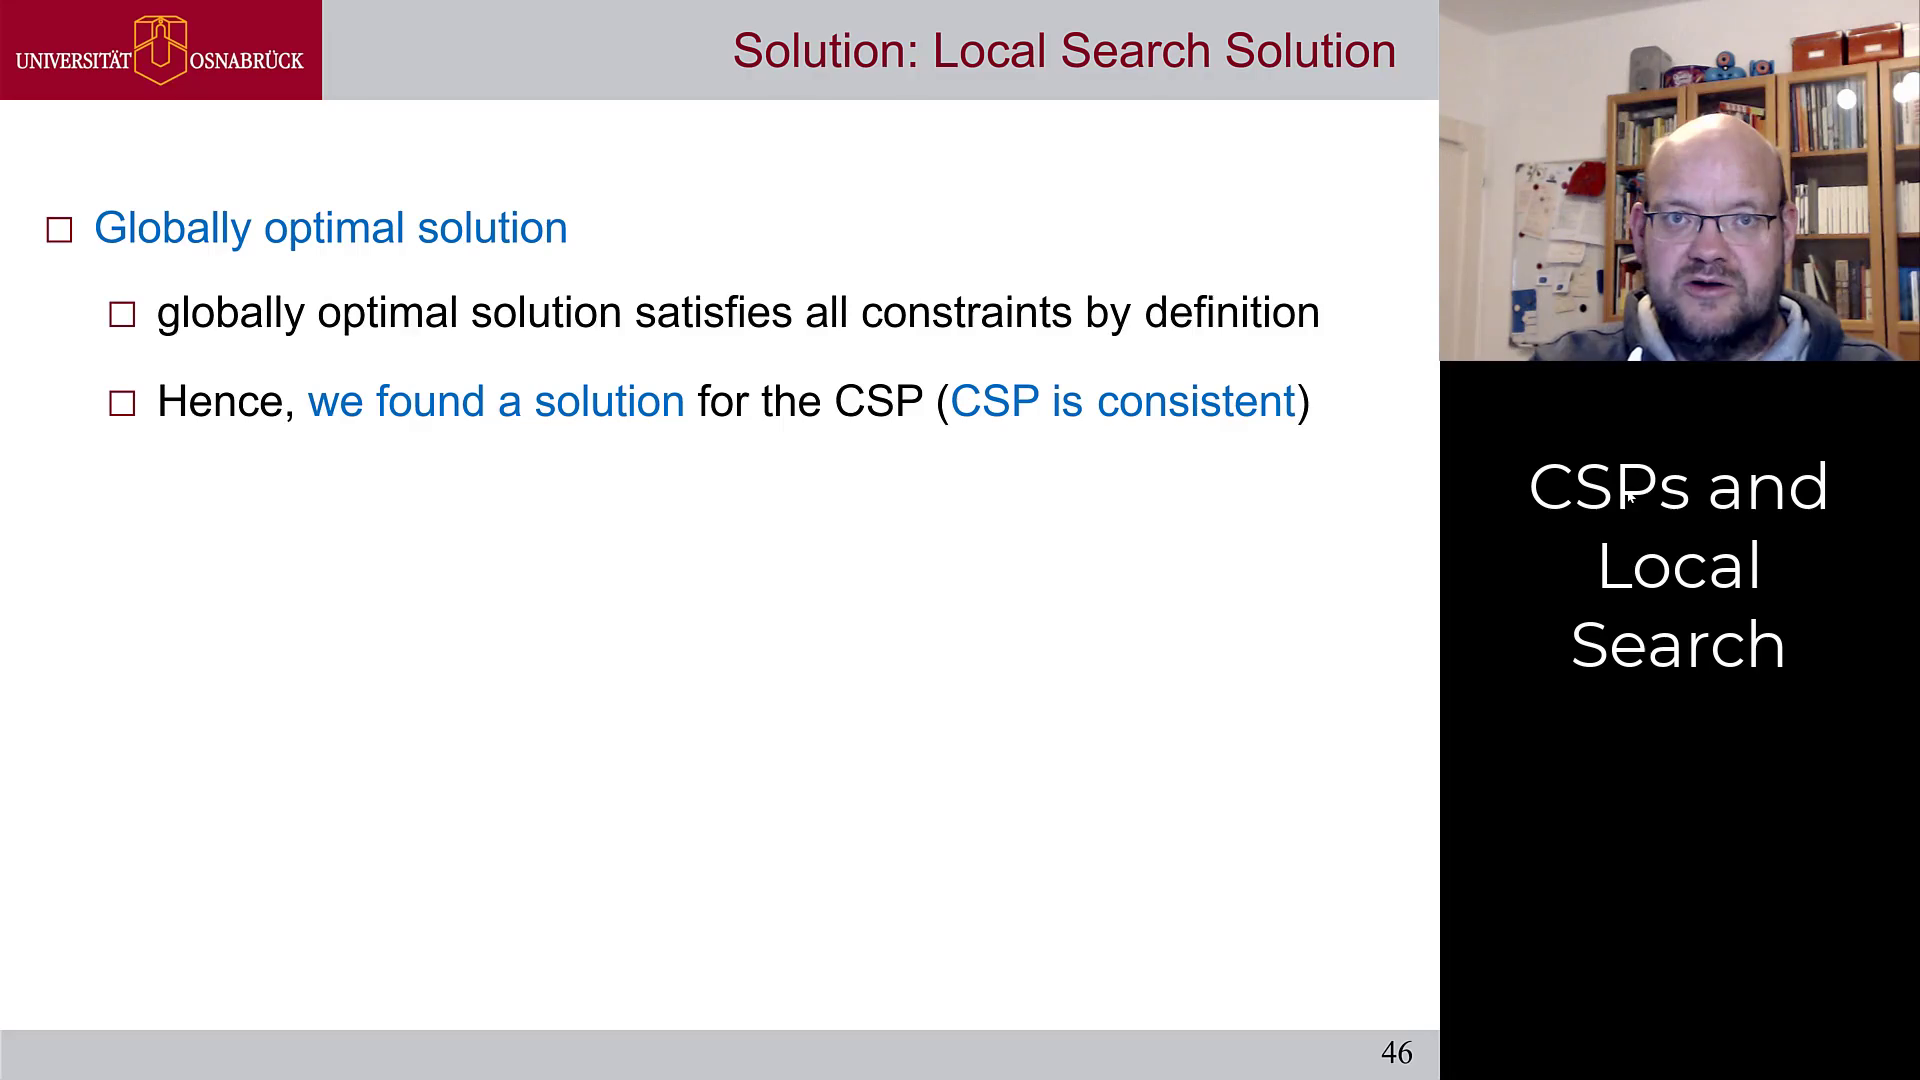 UNIVERSITÄT OSNABRÜCK
Solution: Local Search Solution
Globally optimal solution
globally optimal solution satisfies all constraints by definition
Hence, we found a solution for the CSP (CSP is consistent)
46
CSPs and
Local
Search